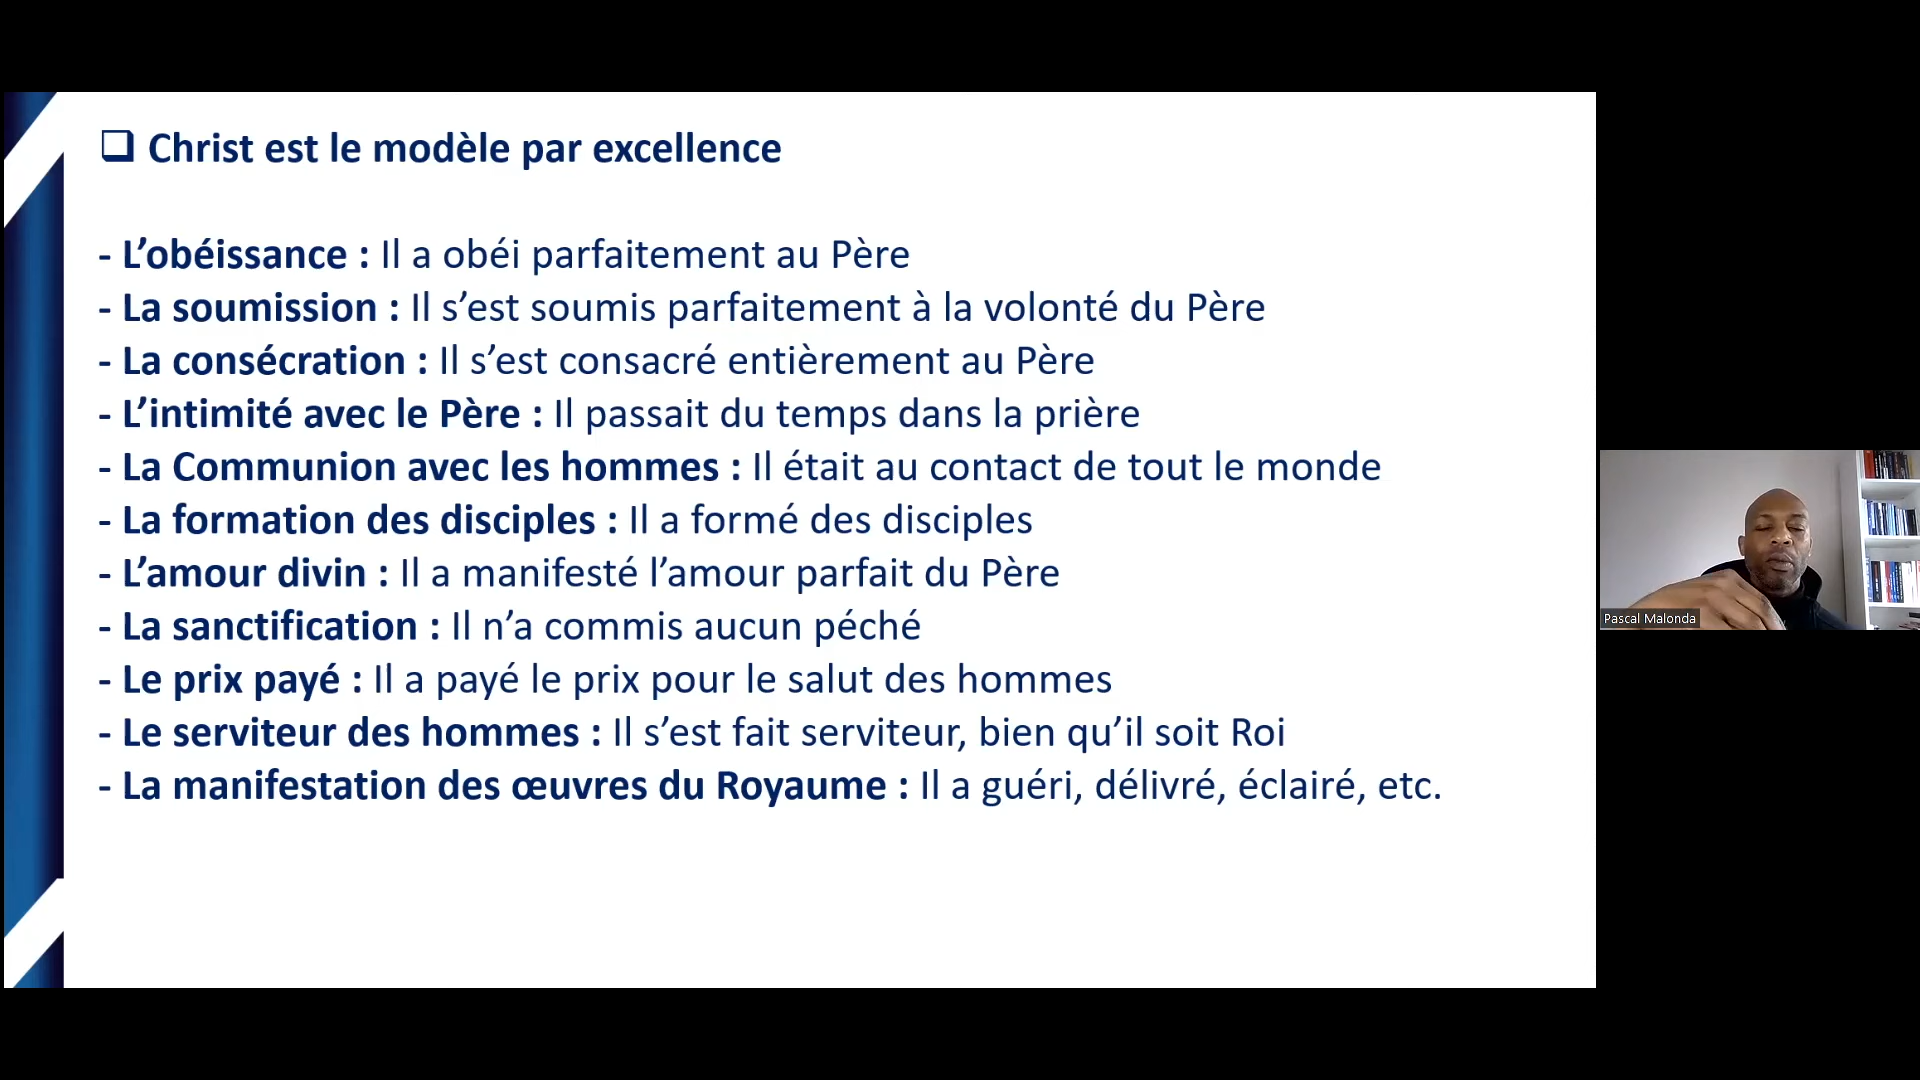 ❑ Christ est le modèle par excellence
- L’obéissance : Il a obéi parfaitement au Père
- La soumission : Il s’est soumis parfaitement à la volonté du Père
- La consécration : Il s’est consacré entièrement au Père
- L’intimité avec le Père : Il passait du temps dans la prière
- La Communion avec les hommes : Il était au contact de tout le monde
- La formation des disciples : Il a formé des disciples
- L’amour divin : Il a manifesté l’amour parfait du Père
- La sanctification : Il n’a commis aucun péché
- Le prix payé : Il a payé le prix pour le salut des hommes
- Le serviteur des hommes : Il s’est fait serviteur, bien qu’il soit Roi
- La manifestation des œuvres du Royaume : Il a guéri, délivré, éclairé, etc.
Pascal Malonda